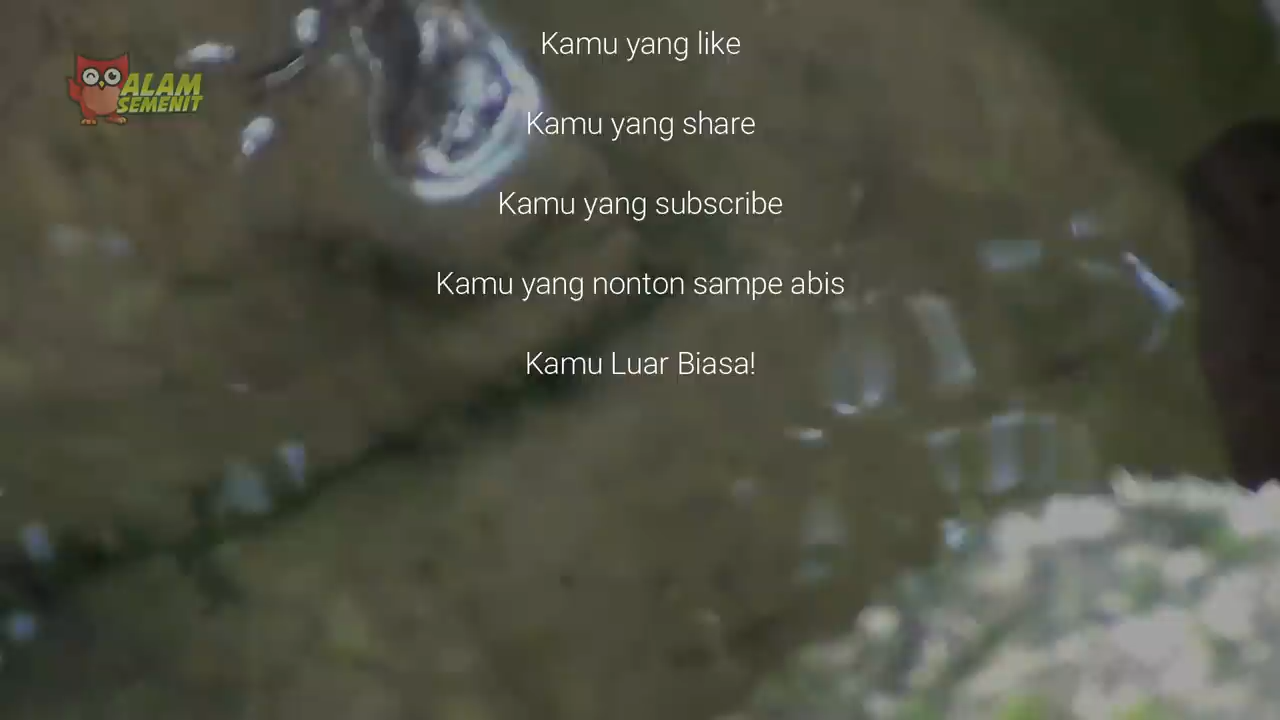 Kamu yang like
ALAM
SEMENIT
Kamu yang share
Kamu yang subscribe
Kamu yang nonton sampe abis
Kamu Luar Biasa!